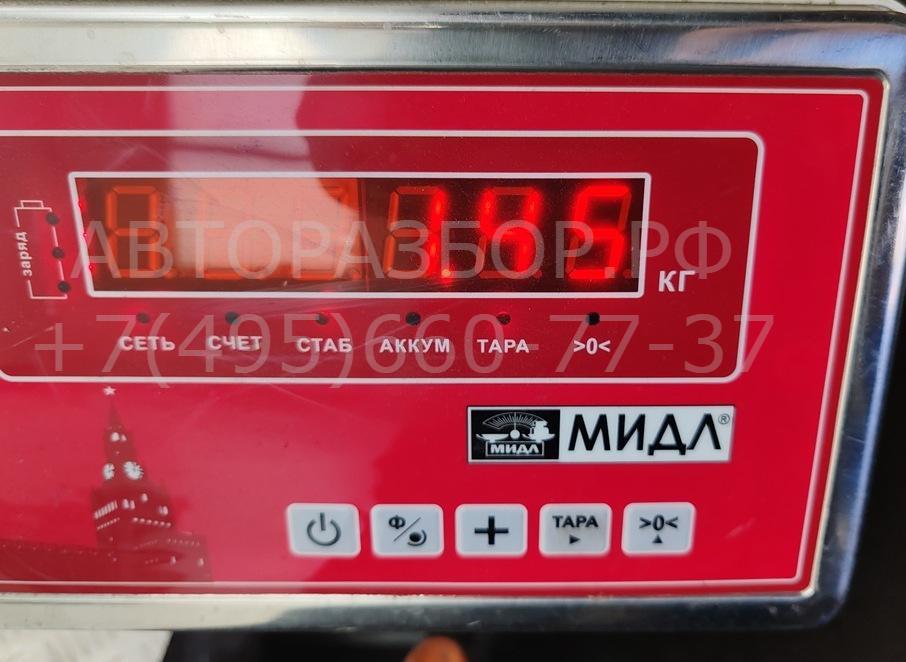 заряд
АВТОРАЗБОР.РФ
КГ
+7(495)660-77-37
СЕТЬ СЧЕТ СТАБ АККУМ ТАРА >0<
МИДЛ МИДЛ®
Ф/ + ТАРА >0<